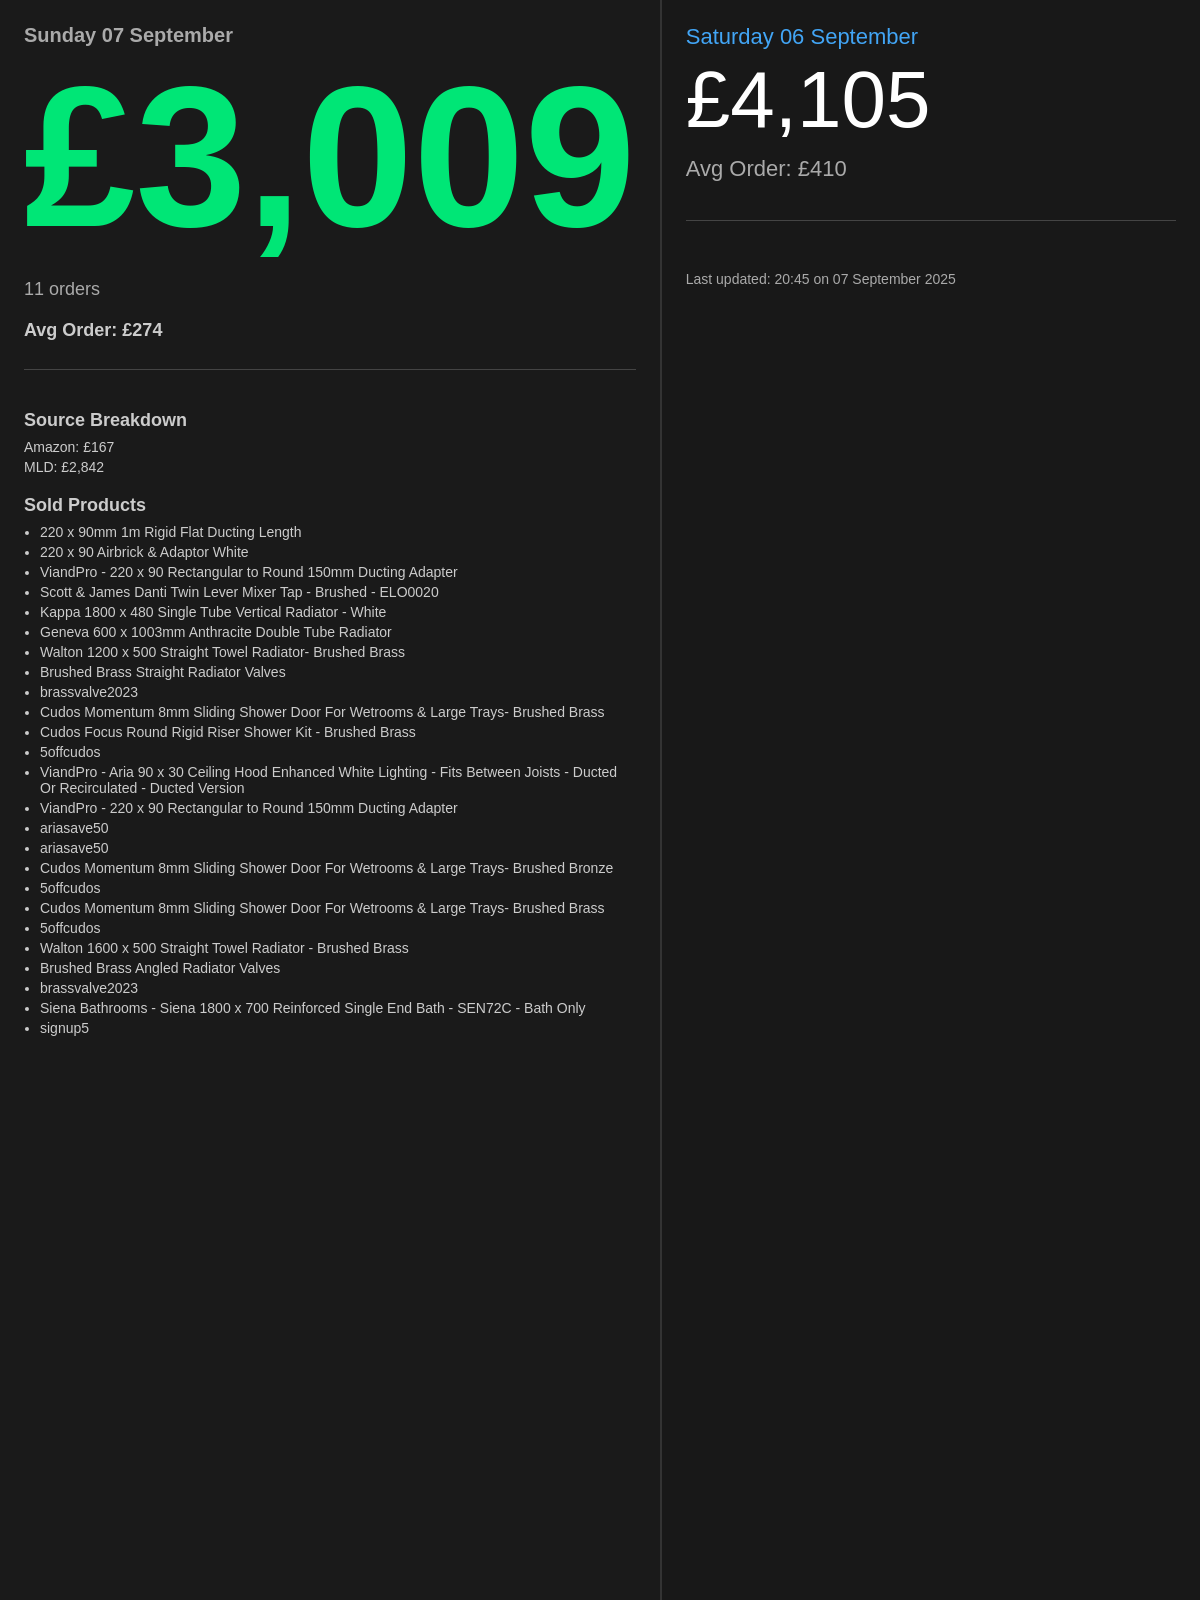 Sunday 07 September
£3,009
11 orders
Avg Order: £274
Source Breakdown
Amazon: £167
MLD: £2,842
Sold Products
220 x 90mm 1m Rigid Flat Ducting Length
220 x 90 Airbrick & Adaptor White
ViandPro - 220 x 90 Rectangular to Round 150mm Ducting Adapter
Scott & James Danti Twin Lever Mixer Tap - Brushed - ELO0020
Kappa 1800 x 480 Single Tube Vertical Radiator - White
Geneva 600 x 1003mm Anthracite Double Tube Radiator
Walton 1200 x 500 Straight Towel Radiator- Brushed Brass
Brushed Brass Straight Radiator Valves
brassvalve2023
Cudos Momentum 8mm Sliding Shower Door For Wetrooms & Large Trays- Brushed Brass
Cudos Focus Round Rigid Riser Shower Kit - Brushed Brass
5offcudos
ViandPro - Aria 90 x 30 Ceiling Hood Enhanced White Lighting - Fits Between Joists - Ducted
Or Recirculated - Ducted Version
ViandPro - 220 x 90 Rectangular to Round 150mm Ducting Adapter
ariasave50
ariasave50
Cudos Momentum 8mm Sliding Shower Door For Wetrooms & Large Trays- Brushed Bronze
5offcudos
Cudos Momentum 8mm Sliding Shower Door For Wetrooms & Large Trays- Brushed Brass
5offcudos
Walton 1600 x 500 Straight Towel Radiator - Brushed Brass
Brushed Brass Angled Radiator Valves
brassvalve2023
Siena Bathrooms - Siena 1800 x 700 Reinforced Single End Bath - SEN72C - Bath Only
signup5
Saturday 06 September
£4,105
Avg Order: £410
Last updated: 20:45 on 07 September 2025